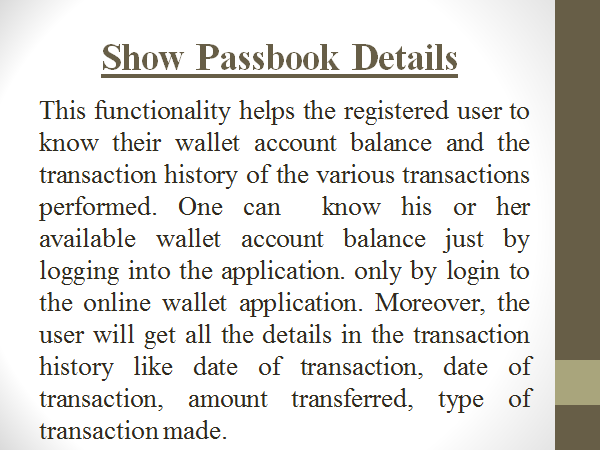 Show Passbook Details
This functionality helps the registered user to
know their wallet account balance and the
transaction history of the various transactions
performed. One can know his or her
available wallet account balance just by
logging into the application. only by login to
the online wallet application. Moreover, the
user will get all the details in the transaction
history like date of transaction, date of
transaction, amount transferred, type of
transaction made.